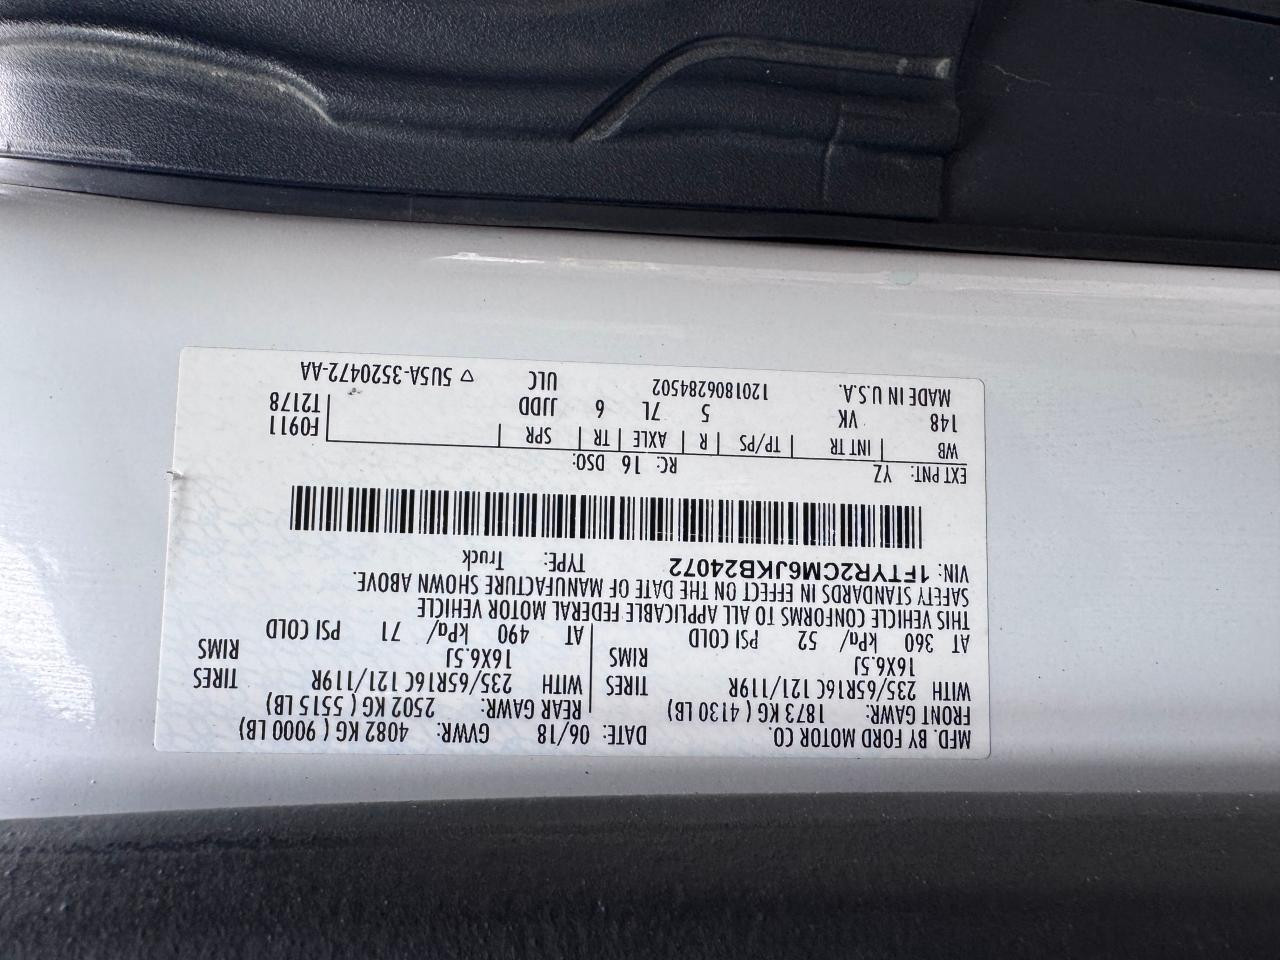 MFD. BY FORD MOTOR CO. DATE: 06/18 GVWR: 4082 KG ( 9000 LB)
FRONT GAWR: 1873 KG ( 4130 LB) REAR GAWR: 2502 KG ( 5515 LB)
WITH 235/65R16C 121/119R TIRES WITH 235/65R16C 121/119R TIRES
16X6.5J RIMS 16X6.5J RIMS
AT 360 kPa/ 52 PSI COLD AT 490 kPa/ 71 PSI COLD
THIS VEHICLE CONFORMS TO ALL APPLICABLE FEDERAL MOTOR VEHICLE
SAFETY STANDARDS IN EFFECT ON THE DATE OF MANUFACTURE SHOWN ABOVE.
VIN: 1FTYR2CM6JKB24072 TYPE: Truck
EXT PNT: YZ RC: 16 DSO:
WB | INT TR | TP/PS | R | AXLE | TR | SPR | F0911
148 VK 5 7L 6 JJDD T2178
MADE IN U.S.A. 1201806284502 ULC ▽ 5U5A-3520472-AA